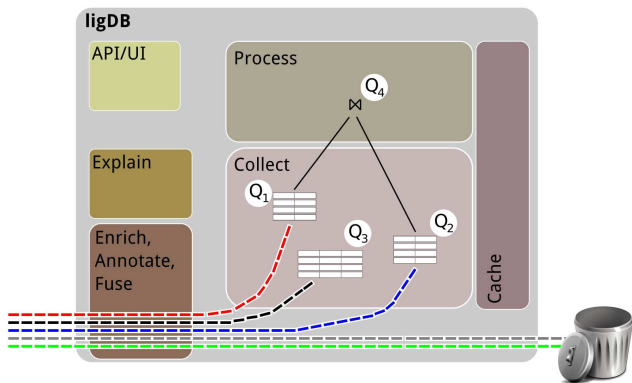 ligDB
API/UI
Process
Q4
⋈
Explain
Collect
Q1
Q3
Q2
Enrich,
Annotate,
Fuse
Cache